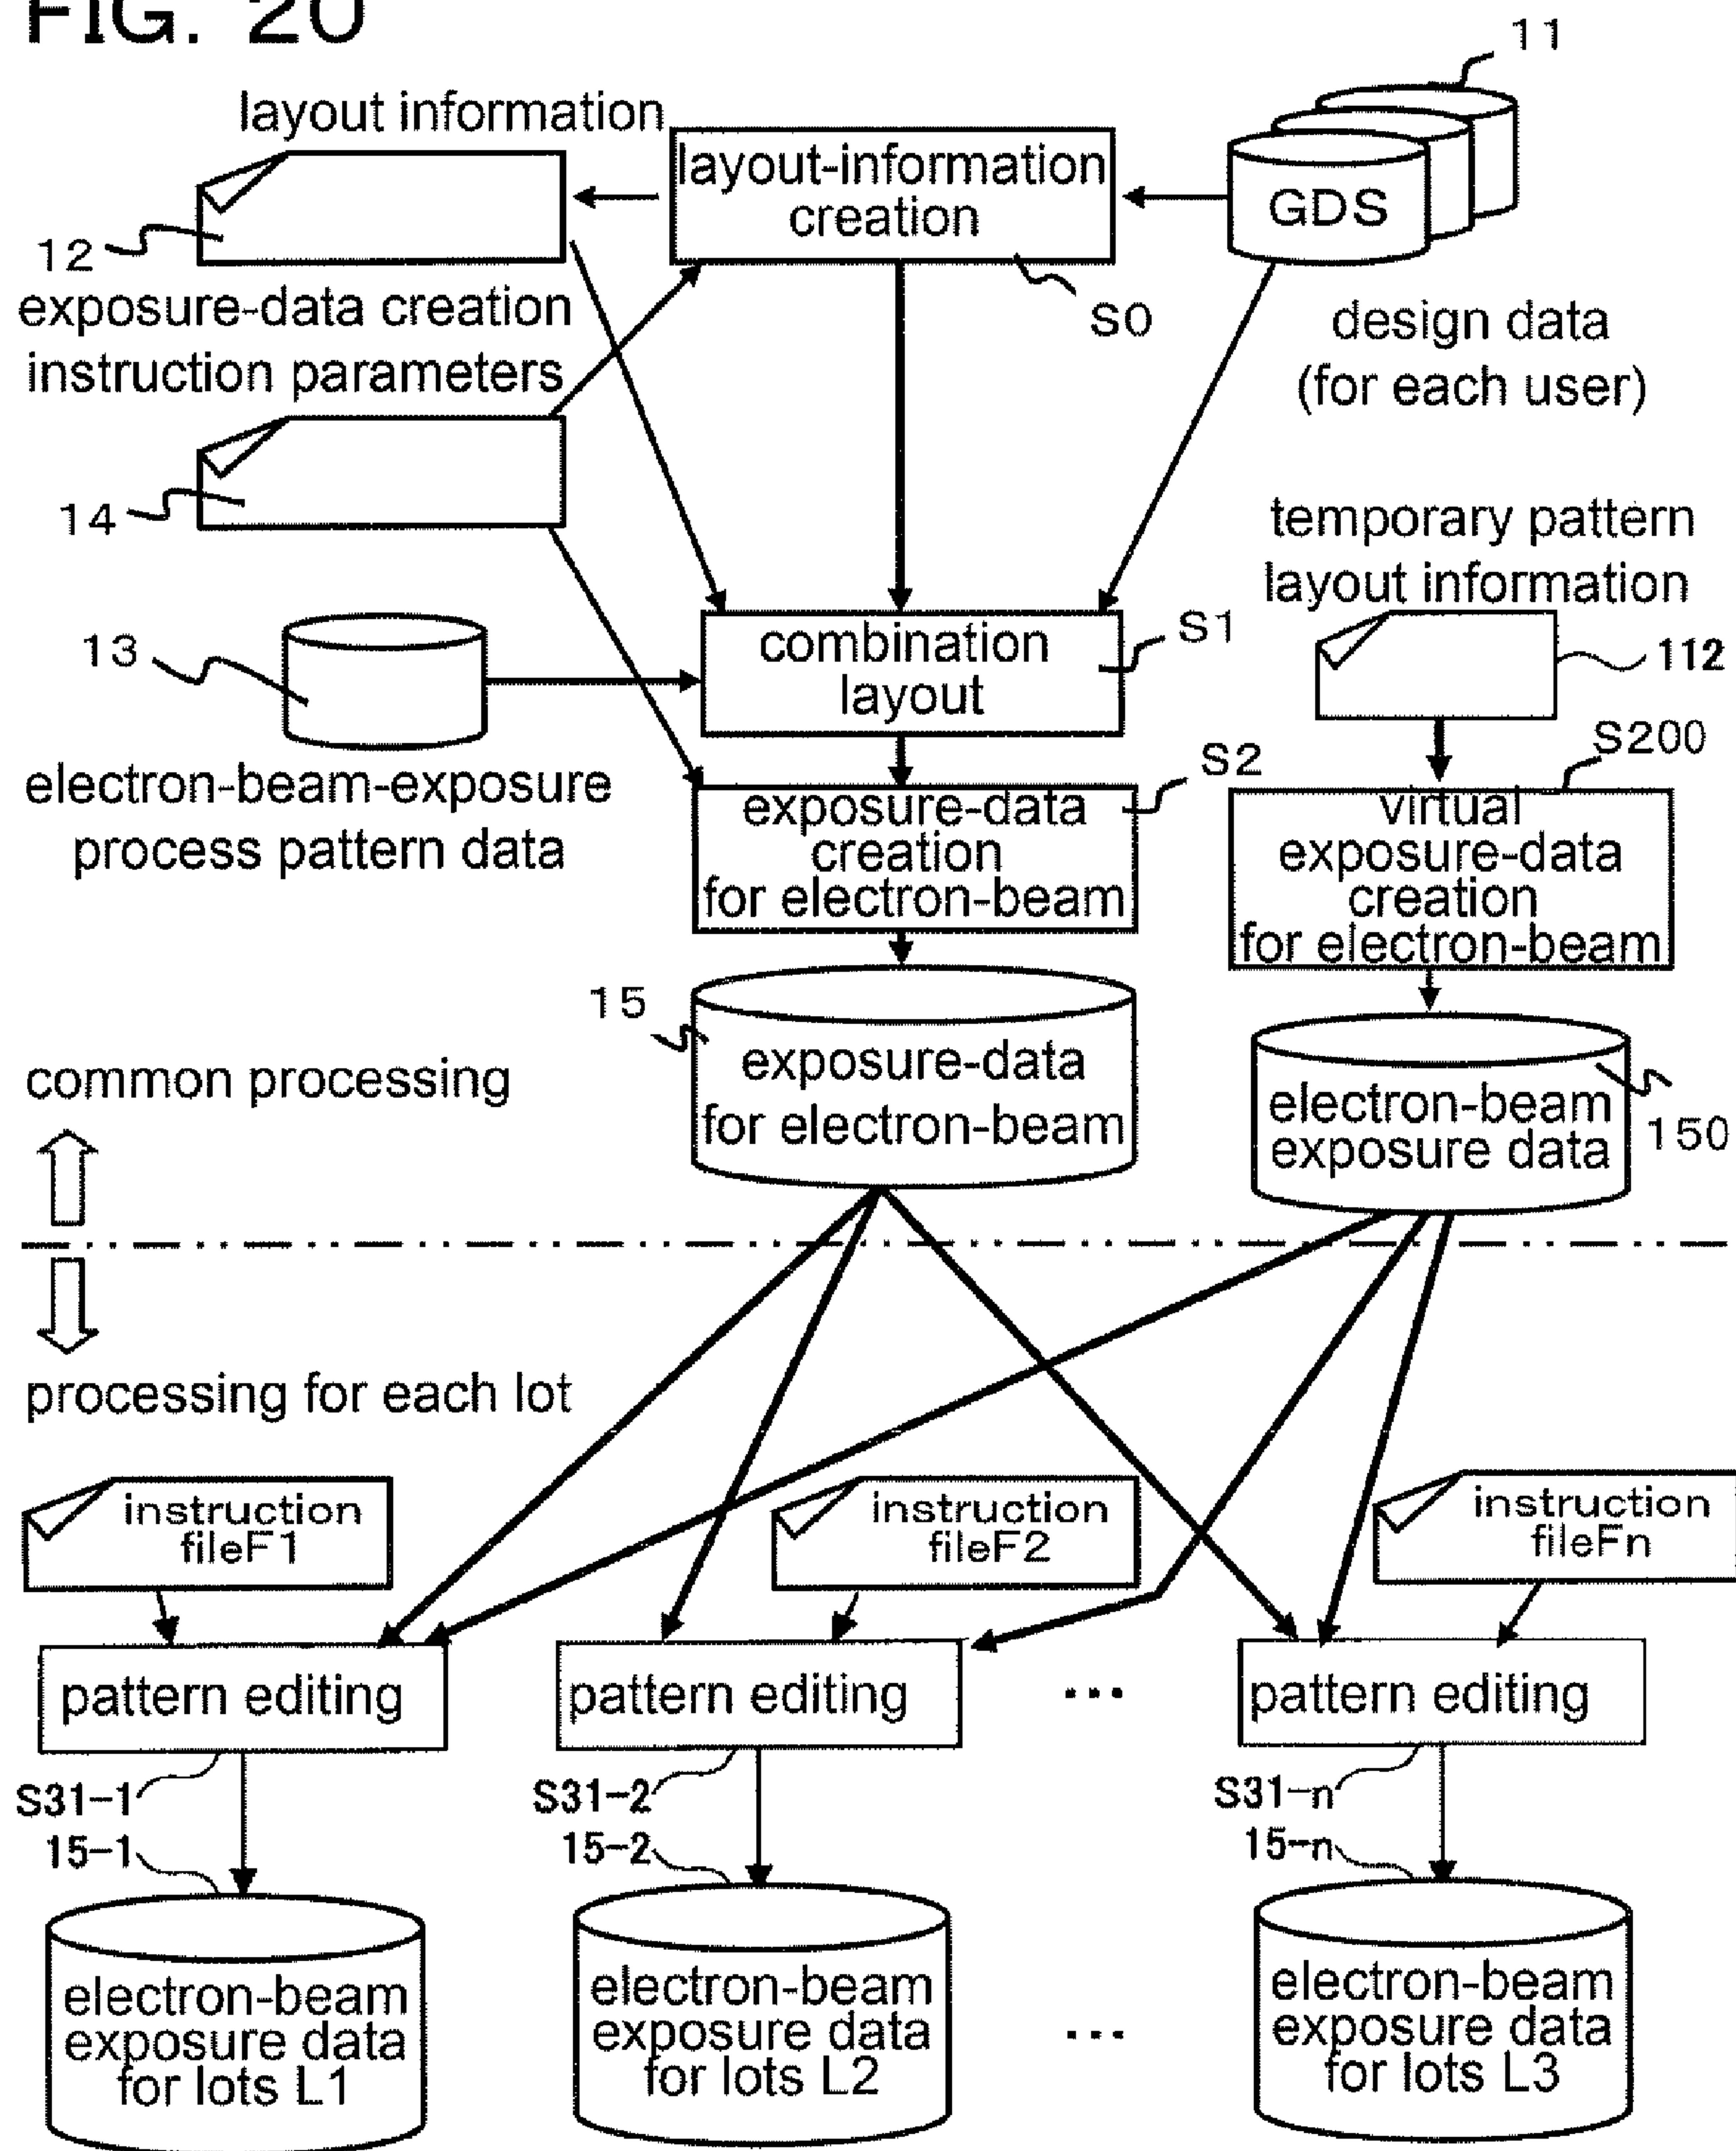 FIG. 20
11
layout information
layout-information
creation
GDS
12
S0
exposure-data creation
instruction parameters
design data
(for each user)
14
temporary pattern
layout information
13
combination
layout
S1
112
electron-beam-exposure
process pattern data
S2
S200
exposure-data
creation
for electron-beam
virtual
exposure-data
creation
for electron-beam
15
exposure-data
for electron-beam
electron-beam
exposure data
150
common processing
processing for each lot
instruction
fileF1
instruction
fileF2
instruction
fileFn
pattern editing
pattern editing
...
pattern editing
S31-1
S31-2
S31-n
15-1
15-2
15-n
electron-beam
exposure data
for lots L1
electron-beam
exposure data
for lots L2
...
electron-beam
exposure data
for lots L3